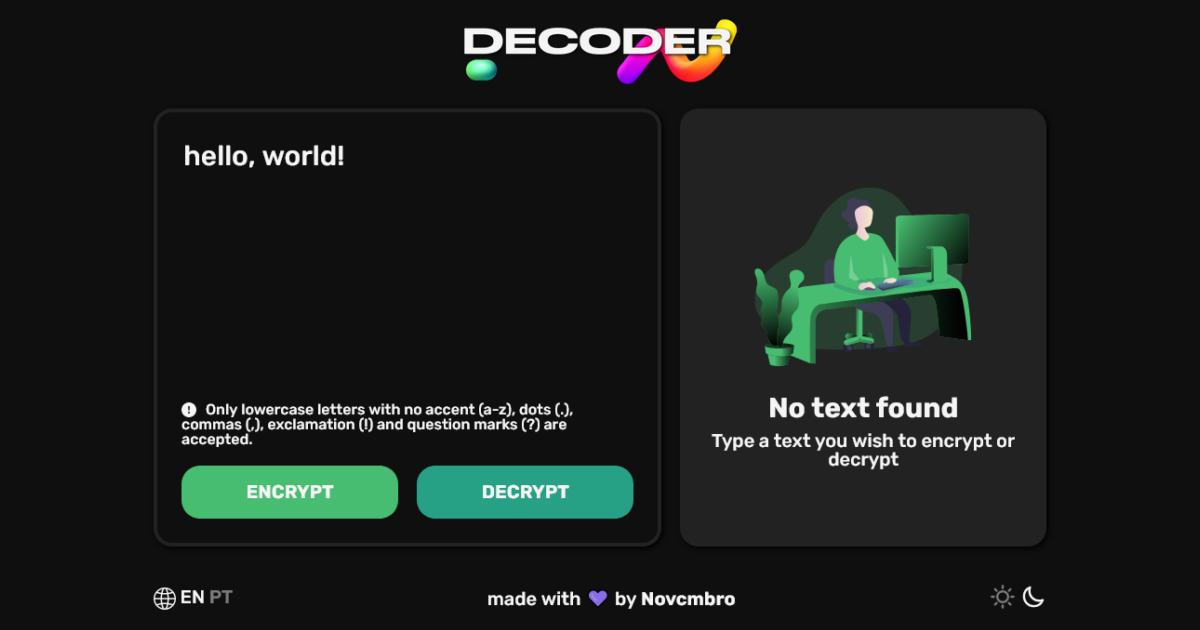 DECODER
hello, world!
Only lowercase letters with no accent (a-z), dots (.),
commas (,), exclamation (!) and question marks (?) are
accepted.
ENCRYPT
DECRYPT
No text found
Type a text you wish to encrypt or
decrypt
EN PT
made with 💜 by Novcmbro